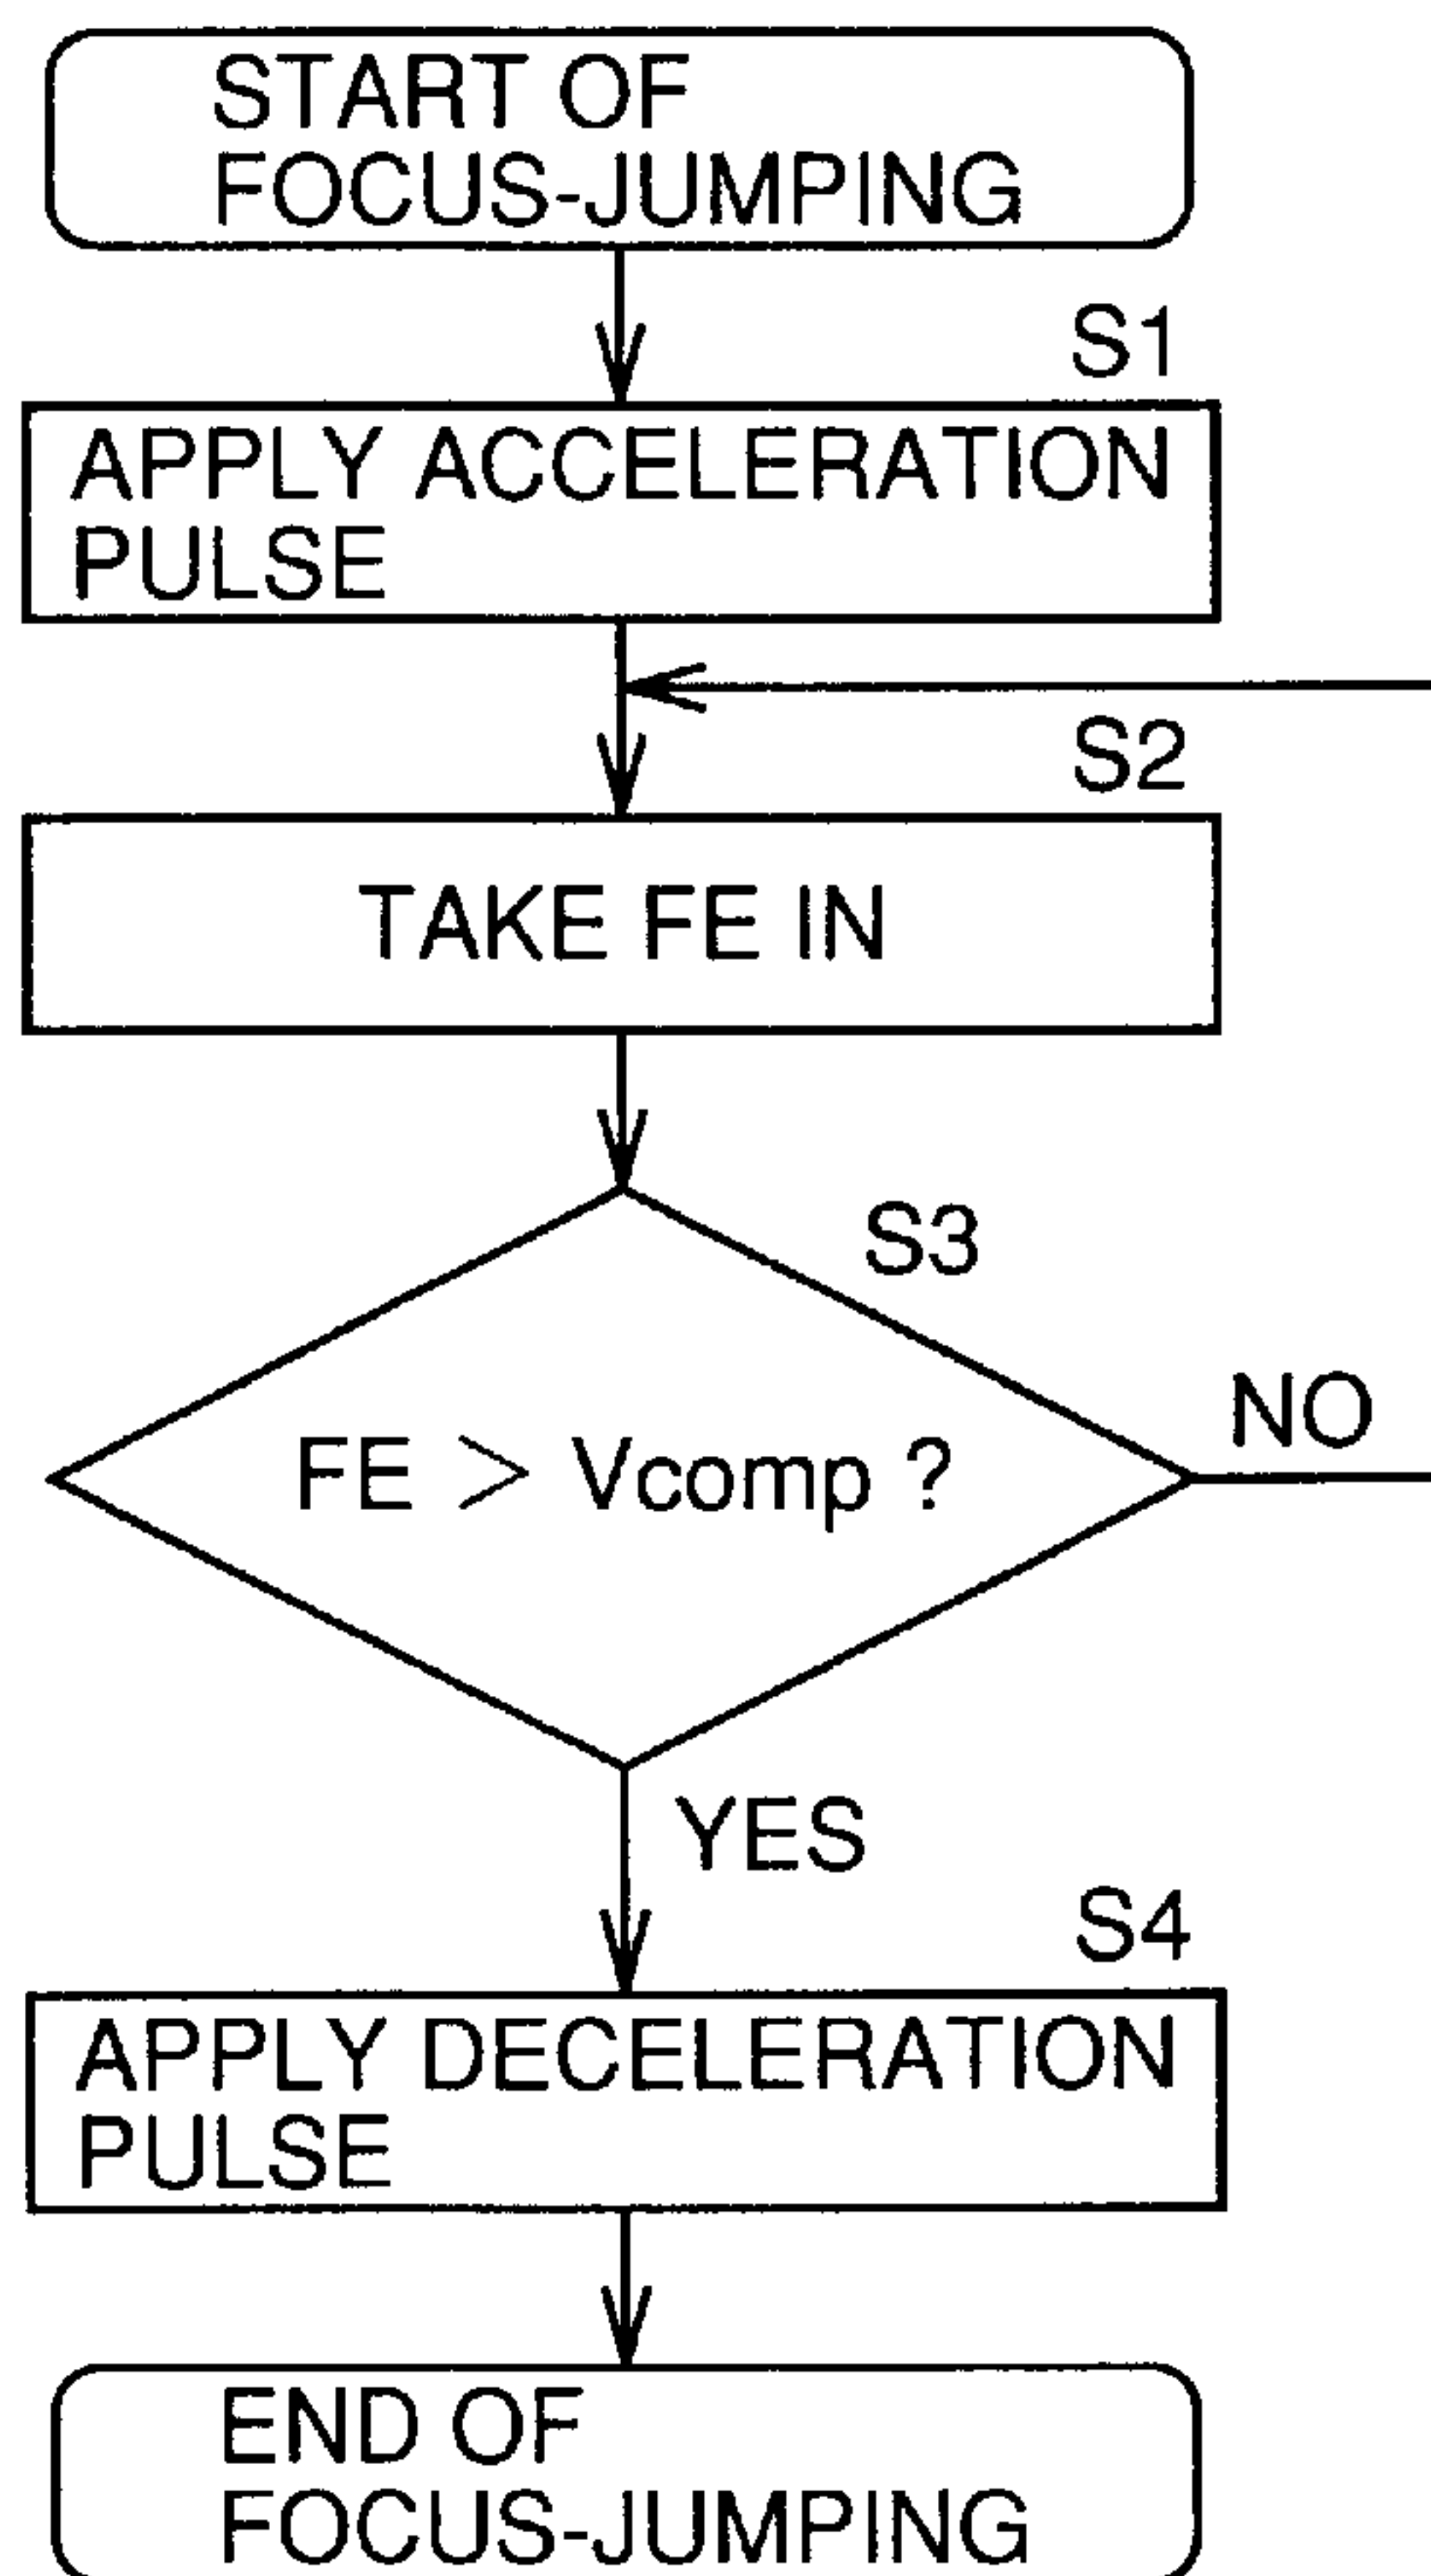 START OF
FOCUS-JUMPING
S1
APPLY ACCELERATION
PULSE
S2
TAKE FE IN
S3
FE > Vcomp ?
NO
YES
S4
APPLY DECELERATION
PULSE
END OF
FOCUS-JUMPING